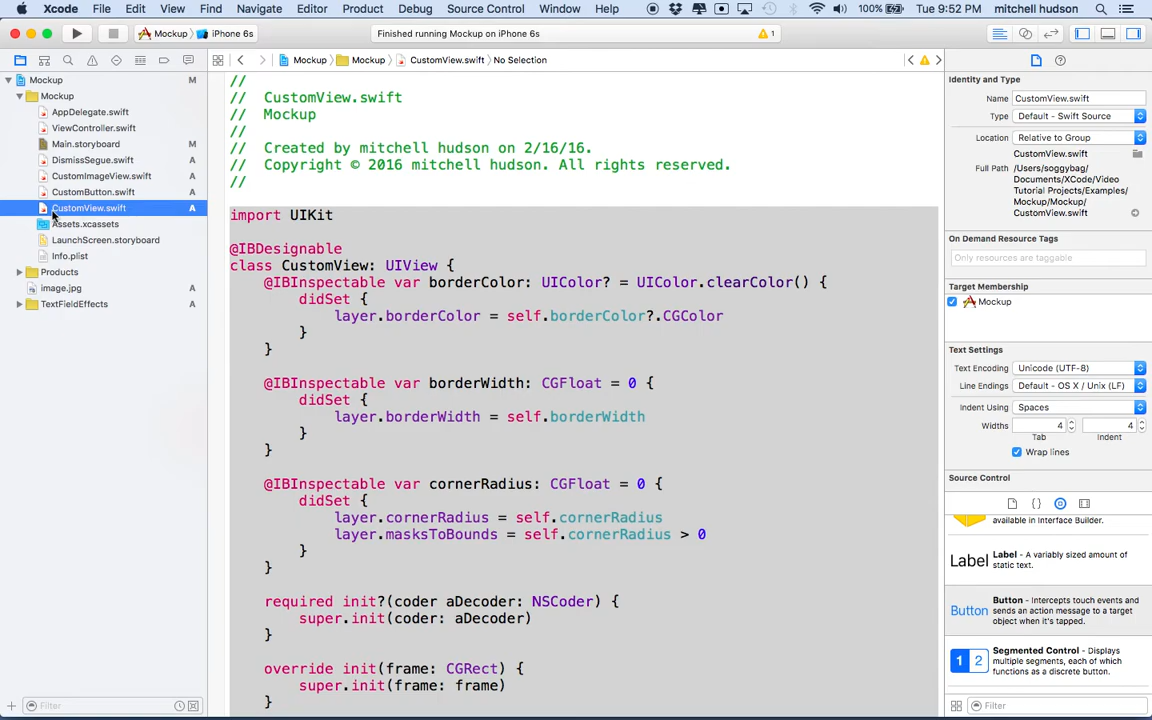 Xcode File Edit View Find Navigate Editor Product Debug Source Control Window Help 100% Tue 9:52 PM mitchell hudson
Mockup iPhone 6s Finished running Mockup on iPhone 6s 1
Mockup Mockup CustomView.swift No Selection
Mockup M
Mockup
AppDelegate.swift
ViewController.swift
Main.storyboard M
DismissSegue.swift A
CustomImageView.swift A
CustomButton.swift A
CustomView.swift A
Assets.xcassets
LaunchScreen.storyboard
Info.plist
Products
image.jpg A
TextFieldEffects A
Filter
//
// CustomView.swift
// Mockup
//
// Created by mitchell hudson on 2/16/16.
// Copyright © 2016 mitchell hudson. All rights reserved.
//
import UIKit
@IBDesignable
class CustomView: UIView {
@IBInspectable var borderColor: UIColor? = UIColor.clearColor() {
didSet {
layer.borderColor = self.borderColor?.CGColor
}
}
@IBInspectable var borderWidth: CGFloat = 0 {
didSet {
layer.borderWidth = self.borderWidth
}
}
@IBInspectable var cornerRadius: CGFloat = 0 {
didSet {
layer.cornerRadius = self.cornerRadius
layer.masksToBounds = self.cornerRadius > 0
}
}
required init?(coder aDecoder: NSCoder) {
super.init(coder: aDecoder)
}
override init(frame: CGRect) {
super.init(frame: frame)
}
Identity and Type
Name CustomView.swift
Type Default - Swift Source
Location Relative to Group
CustomView.swift
Full Path /Users/soggybag/
Documents/XCode/Video
Tutorial Projects/Examples/
Mockup/Mockup/
CustomView.swift
On Demand Resource Tags
Only resources are taggable
Target Membership
Mockup
Text Settings
Text Encoding Unicode (UTF-8)
Line Endings Default - OS X / Unix (LF)
Indent Using Spaces
Widths 4 4
Tab Indent
Wrap lines
Source Control
available in Interface Builder.
Label Label - A variably sized amount of
static text.
Button Button - Intercepts touch events and
sends an action message to a target
object when it's tapped.
1 2 Segmented Control - Displays
multiple segments, each of which
functions as a discrete button.
Filter